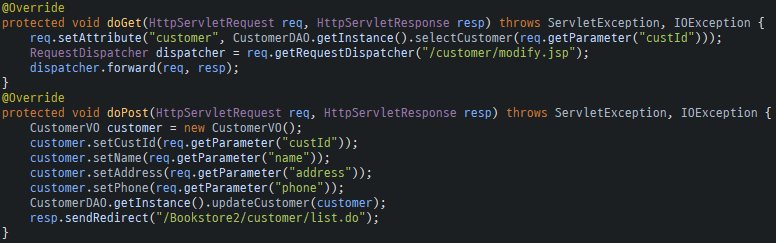 @Override
protected void doGet(HttpServletRequest req, HttpServletResponse resp) throws ServletException, IOException {
    req.setAttribute("customer", CustomerDAO.getInstance().selectCustomer(req.getParameter("custId")));
    RequestDispatcher dispatcher = req.getRequestDispatcher("/customer/modify.jsp");
    dispatcher.forward(req, resp);
}
@Override
protected void doPost(HttpServletRequest req, HttpServletResponse resp) throws ServletException, IOException {
    CustomerVO customer = new CustomerVO();
    customer.setCustId(req.getParameter("custId"));
    customer.setName(req.getParameter("name"));
    customer.setAddress(req.getParameter("address"));
    customer.setPhone(req.getParameter("phone"));
    CustomerDAO.getInstance().updateCustomer(customer);
    resp.sendRedirect("/Bookstore2/customer/list.do");
}